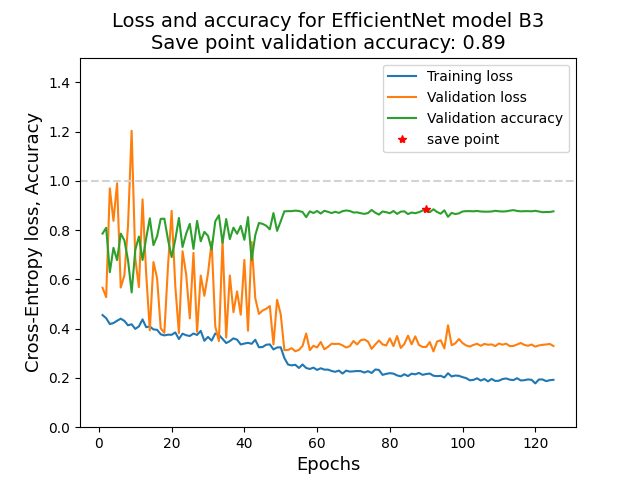 Loss and accuracy for EfficientNet model B3
Save point validation accuracy: 0.89
Training loss
Validation loss
Validation accuracy
save point
Cross-Entropy loss, Accuracy
1.4
1.2
1.0
0.8
0.6
0.4
0.2
0.0
0 20 40 60 80 100 120
Epochs